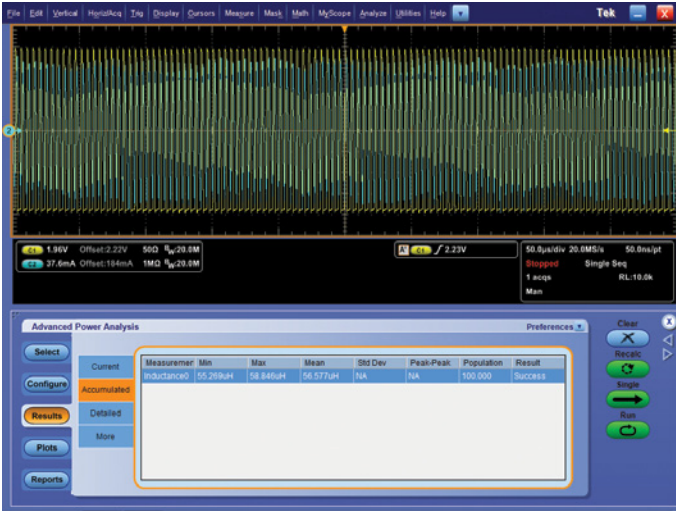 File Edit Vertical Horiz/Acq Trig Display Cursors Measure Mask Math MyScope Analyze Utilities Help Tek X
2
C1 1.96V Offset:2.22V 50Ω BW:20.0M
C2 37.6mA Offset:184mA 1MΩ BW:20.0M
A' C1 / 2.23V
50.0µs/div 20.0MS/s 50.0ns/pt
Stopped Single Seq
1 acqs RL:10.0k
Man
Advanced Power Analysis
Preferences
Clear
X
Recalc
Single
Run
Select
Configure
Results
Plots
Reports
Current
Accumulated
Detailed
More
Measuremer Min Max Mean Std Dev Peak-Peak Population Result
Inductance0 55.269uH 58.846uH 56.577uH NA NA 100.000 Success